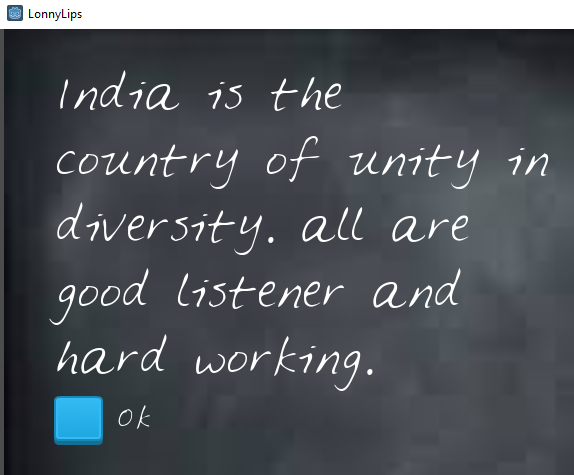 LonnyLips
India is the
country of unity in
diversity. all are
good listener and
hard working.
Ok